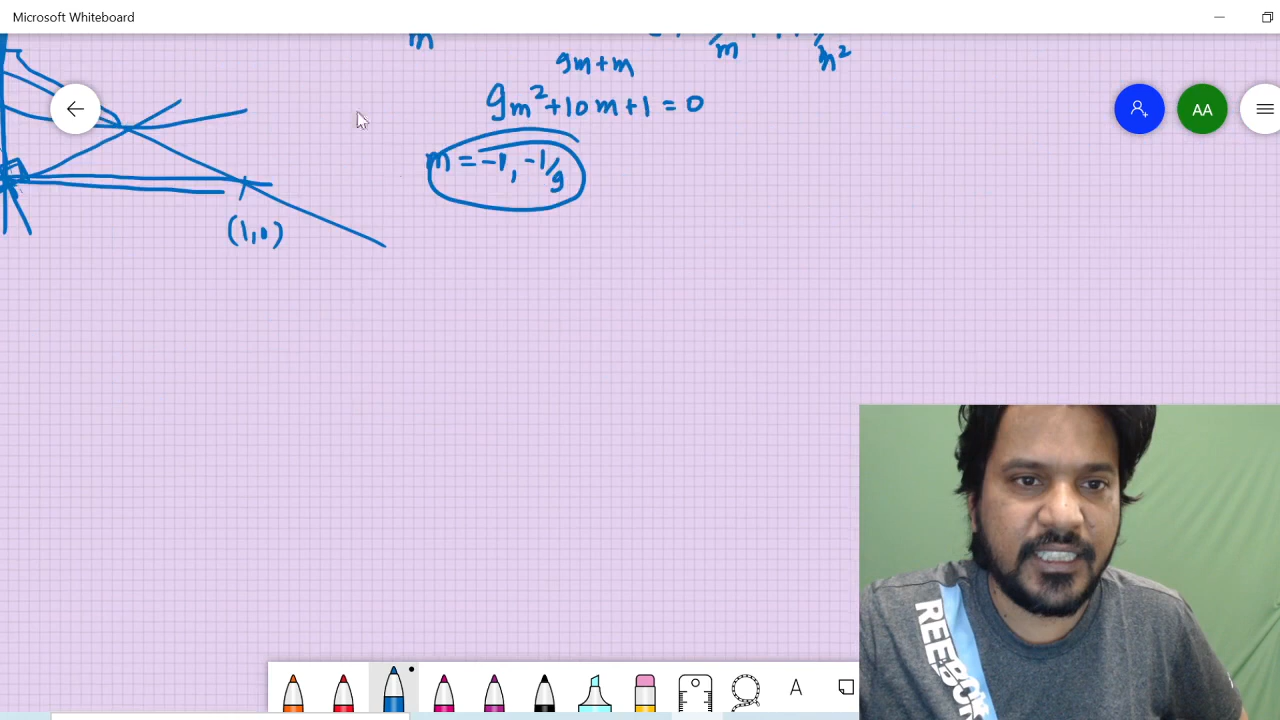 Microsoft Whiteboard
m
9m+m
m
9m²+10m+1=0
m = -1, -1/9
(1,0)
AA
REEBOK
A